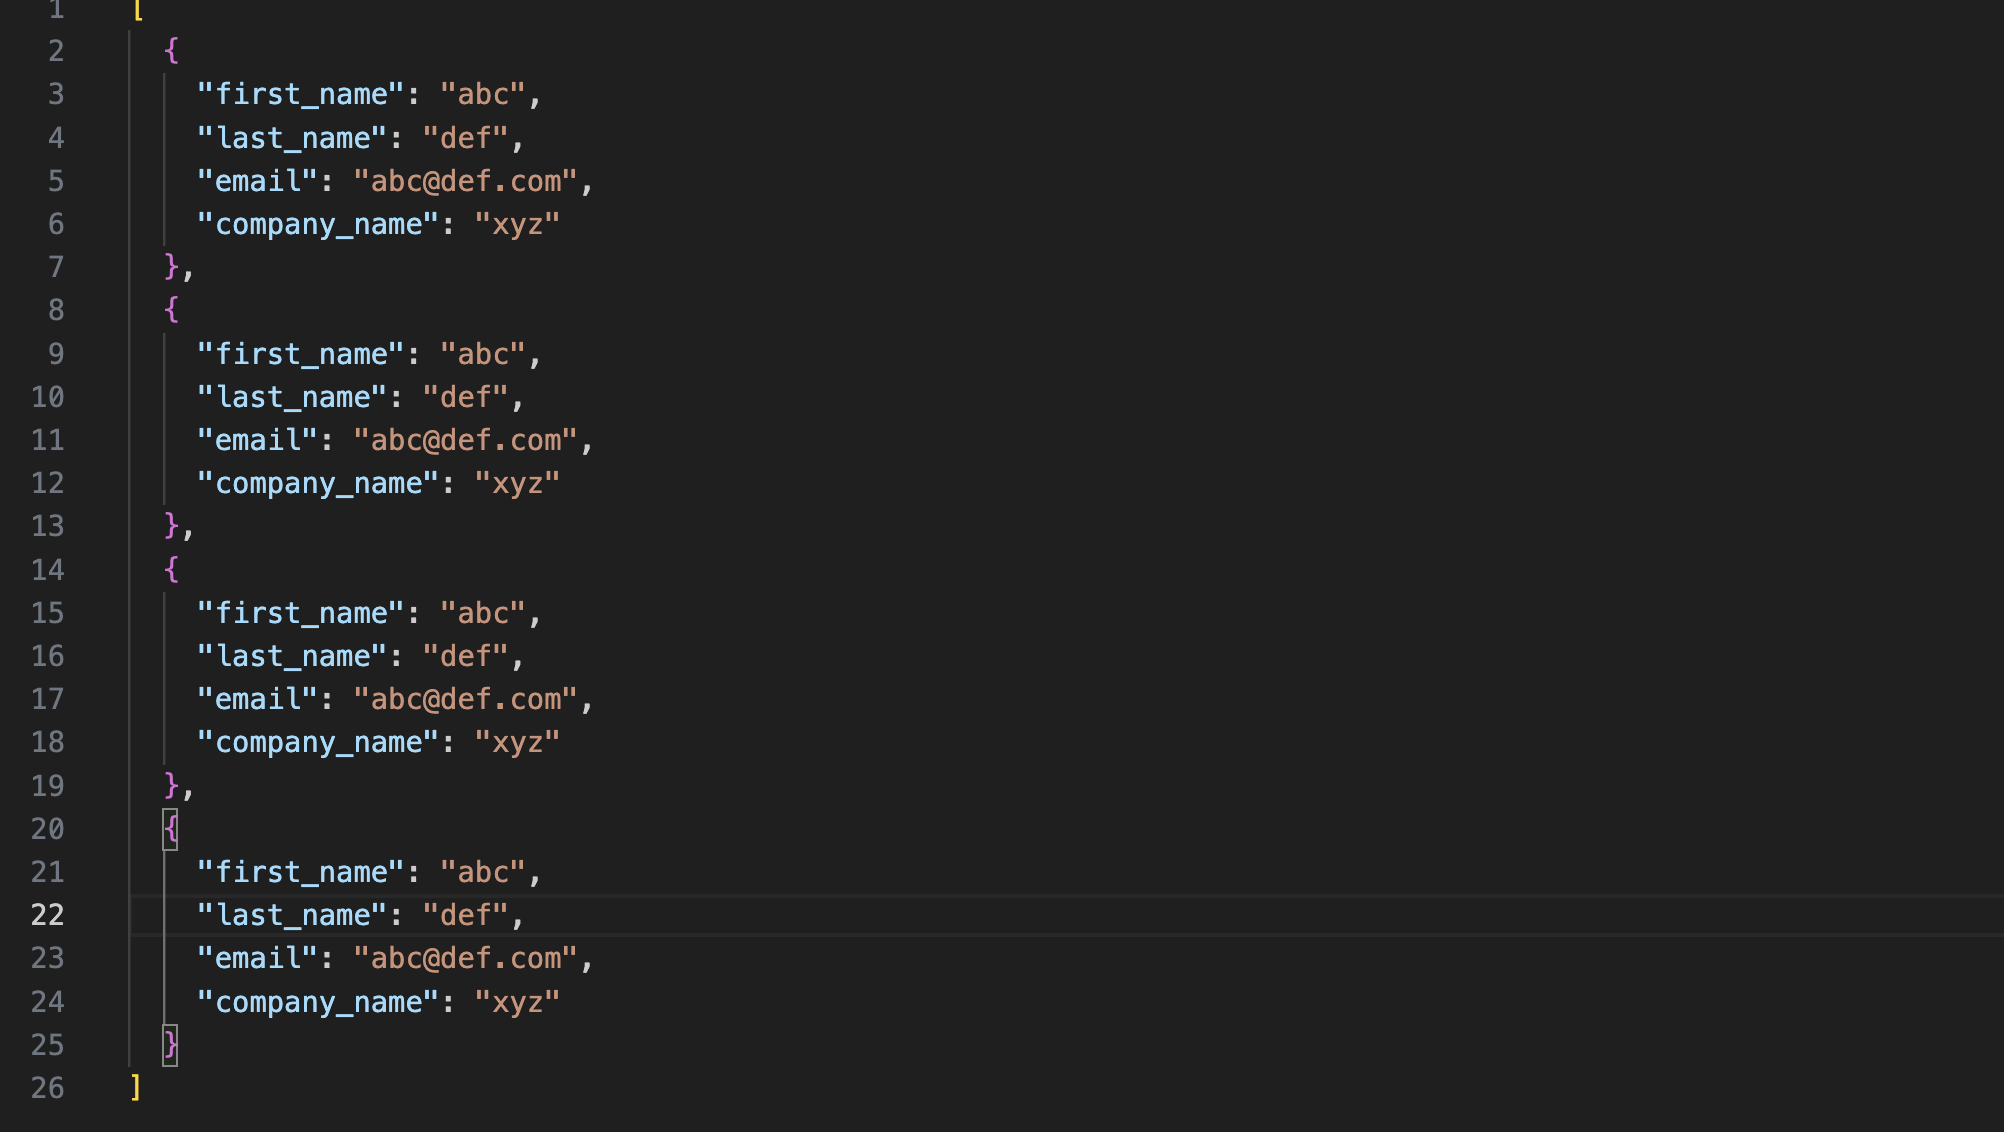 1 [
2 {
3 "first_name": "abc",
4 "last_name": "def",
5 "email": "abc@def.com",
6 "company_name": "xyz"
7 },
8 {
9 "first_name": "abc",
10 "last_name": "def",
11 "email": "abc@def.com",
12 "company_name": "xyz"
13 },
14 {
15 "first_name": "abc",
16 "last_name": "def",
17 "email": "abc@def.com",
18 "company_name": "xyz"
19 },
20 {
21 "first_name": "abc",
22 "last_name": "def",
23 "email": "abc@def.com",
24 "company_name": "xyz"
25 }
26 ]